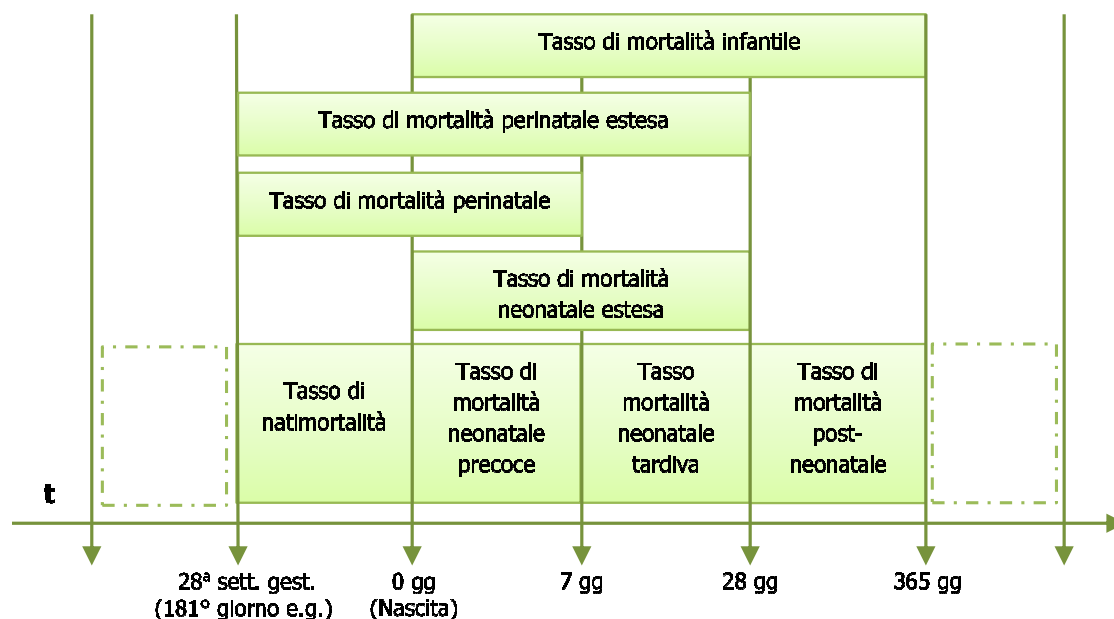 Tasso di mortalità infantile
Tasso di mortalità perinatale estesa
Tasso di mortalità perinatale
Tasso di mortalità
neonatale estesa
Tasso di
natimortalità
Tasso di
mortalità
neonatale
precoce
Tasso
mortalità
neonatale
tardiva
Tasso di
mortalità
post-
neonatale
t
28ª sett. gest.
(181° giorno e.g.)
0 gg
(Nascita)
7 gg
28 gg
365 gg